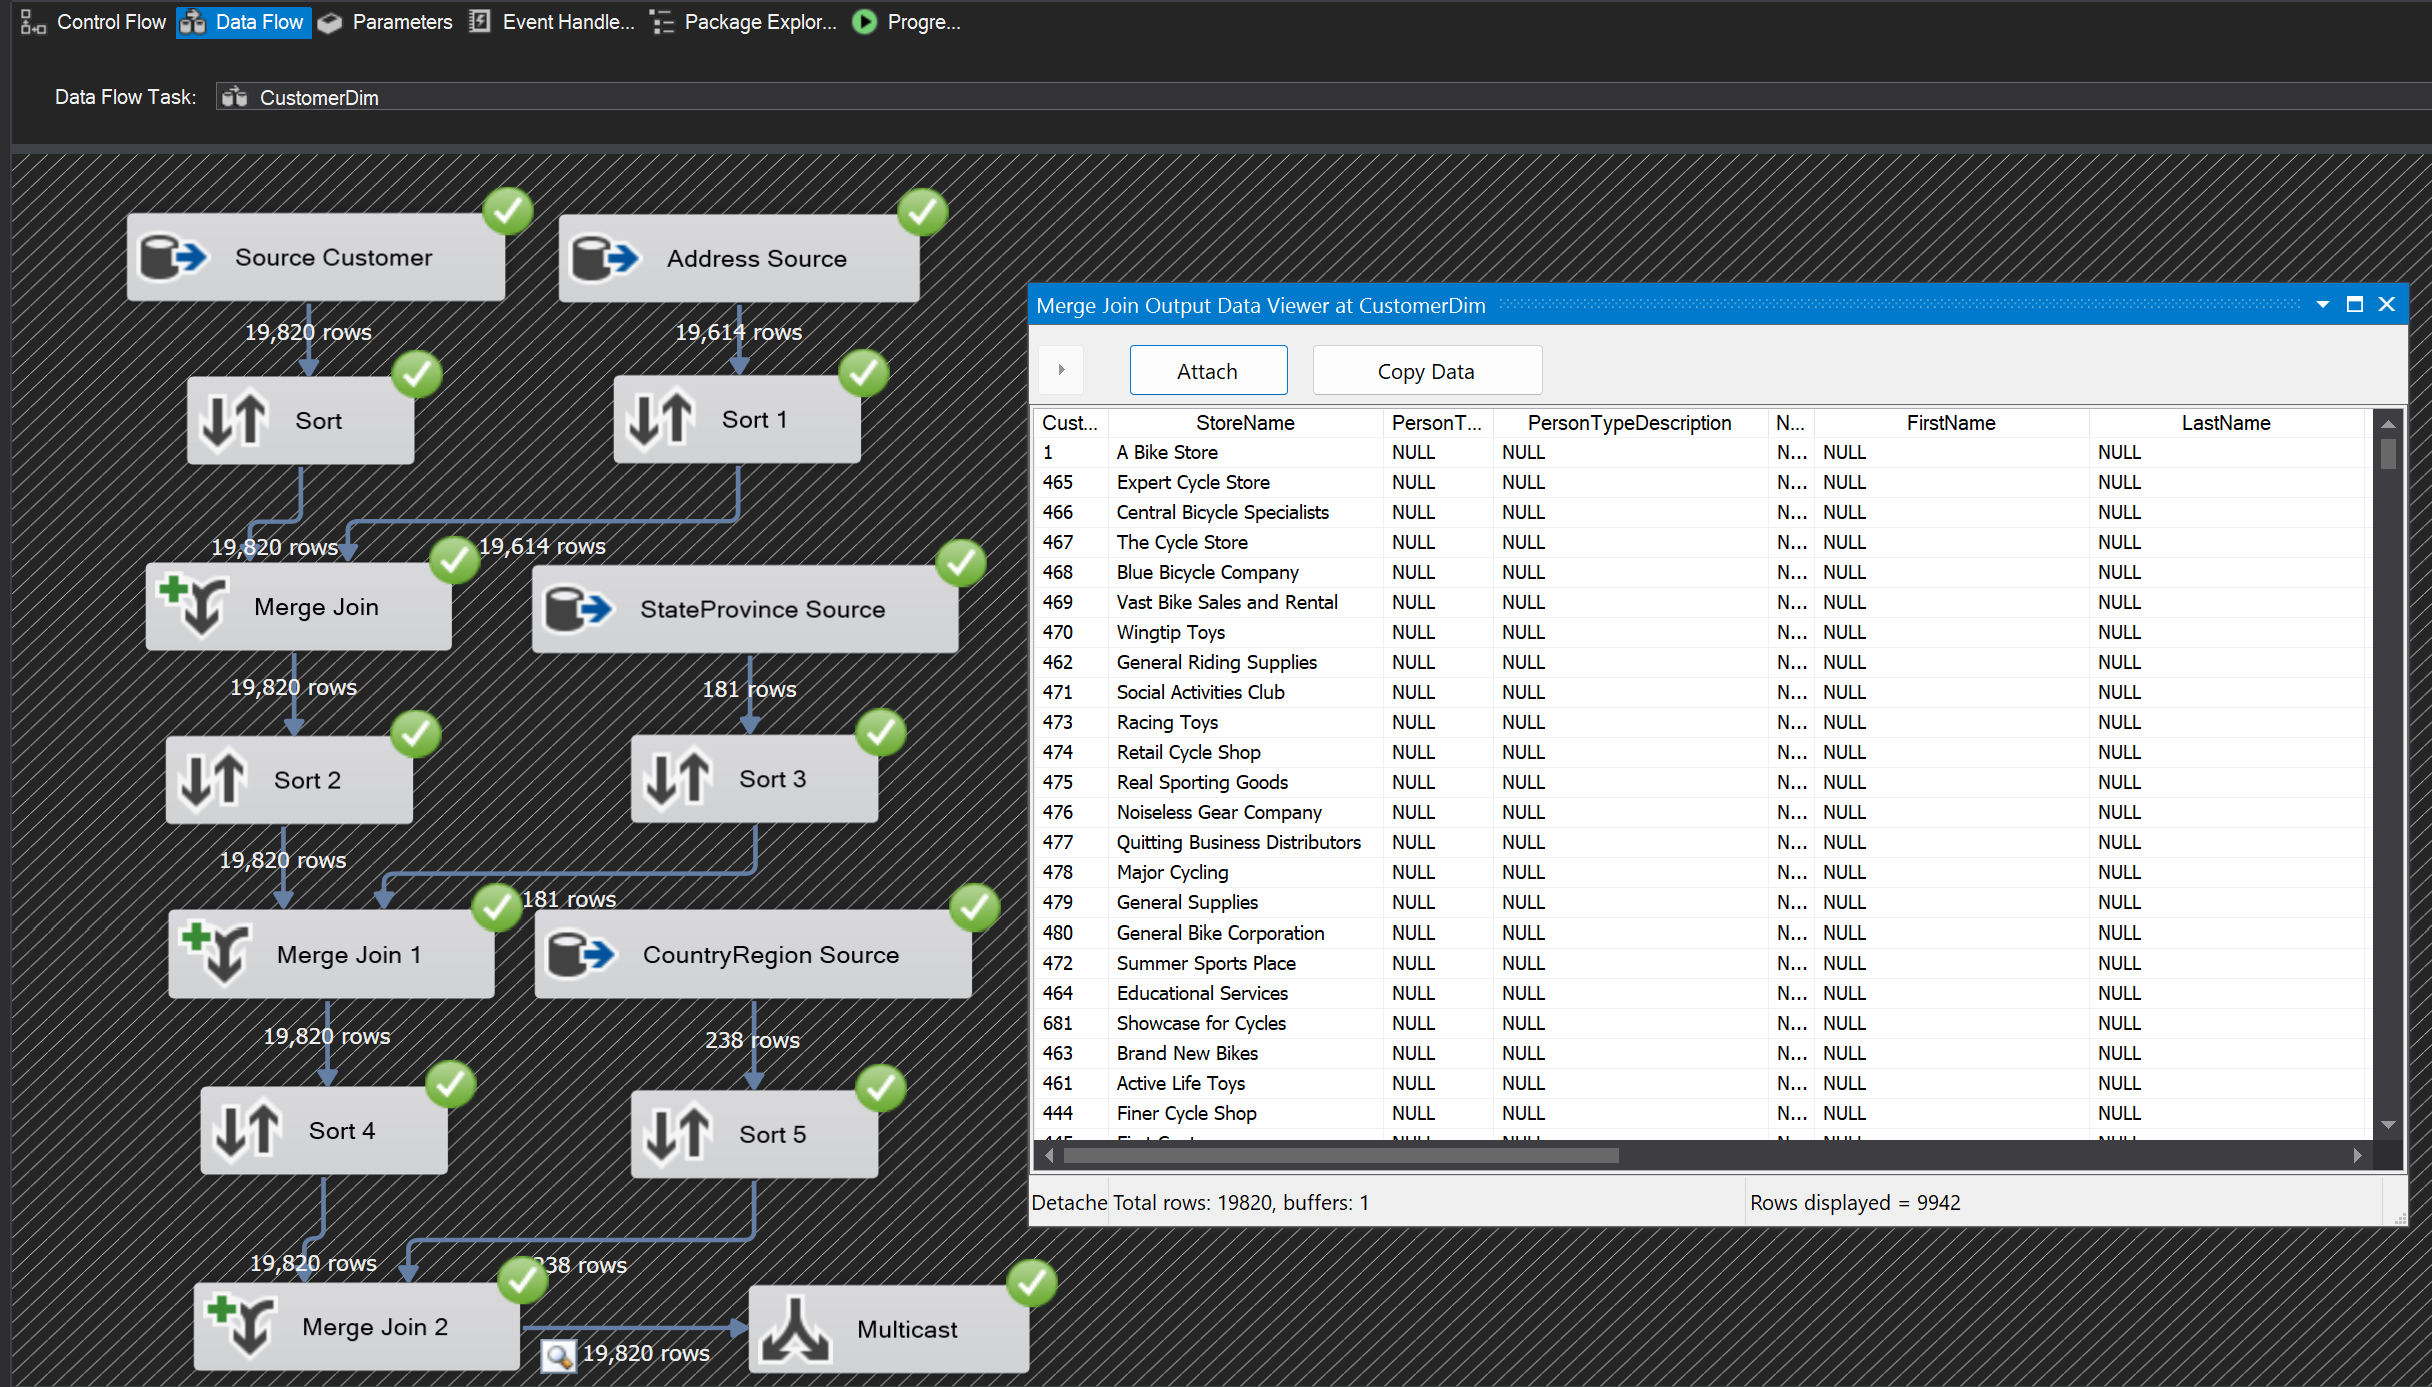 Control Flow Data Flow Parameters Event Handle... Package Explor... Progre...
Data Flow Task: CustomerDim
Source Customer
Address Source
19,820 rows
19,614 rows
Sort
Sort 1
19,820 rows
19,614 rows
Merge Join
StateProvince Source
19,820 rows
181 rows
Sort 2
Sort 3
19,820 rows
181 rows
Merge Join 1
CountryRegion Source
19,820 rows
238 rows
Sort 4
Sort 5
19,820 rows
238 rows
Merge Join 2
Multicast
19,820 rows
Merge Join Output Data Viewer at CustomerDim
Attach Copy Data
Cust... StoreName PersonT... PersonTypeDescription N... FirstName LastName
1 A Bike Store NULL NULL N... NULL NULL
465 Expert Cycle Store NULL NULL N... NULL NULL
466 Central Bicycle Specialists NULL NULL N... NULL NULL
467 The Cycle Store NULL NULL N... NULL NULL
468 Blue Bicycle Company NULL NULL N... NULL NULL
469 Vast Bike Sales and Rental NULL NULL N... NULL NULL
470 Wingtip Toys NULL NULL N... NULL NULL
462 General Riding Supplies NULL NULL N... NULL NULL
471 Social Activities Club NULL NULL N... NULL NULL
473 Racing Toys NULL NULL N... NULL NULL
474 Retail Cycle Shop NULL NULL N... NULL NULL
475 Real Sporting Goods NULL NULL N... NULL NULL
476 Noiseless Gear Company NULL NULL N... NULL NULL
477 Quitting Business Distributors NULL NULL N... NULL NULL
478 Major Cycling NULL NULL N... NULL NULL
479 General Supplies NULL NULL N... NULL NULL
480 General Bike Corporation NULL NULL N... NULL NULL
472 Summer Sports Place NULL NULL N... NULL NULL
464 Educational Services NULL NULL N... NULL NULL
681 Showcase for Cycles NULL NULL N... NULL NULL
463 Brand New Bikes NULL NULL N... NULL NULL
461 Active Life Toys NULL NULL N... NULL NULL
444 Finer Cycle Shop NULL NULL N... NULL NULL
Detache Total rows: 19820, buffers: 1 Rows displayed = 9942